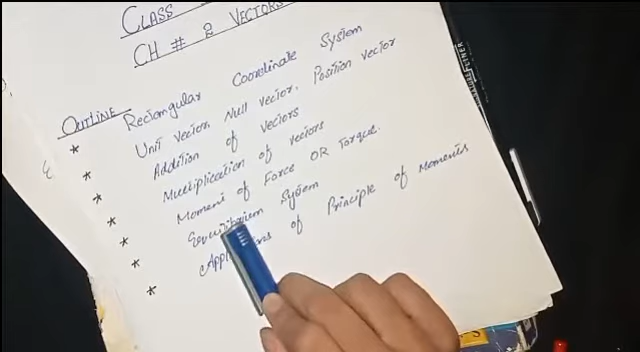 CLASS
CH # 2 VECTORS
OUTLINE
* Rectangular Coordinate System
* Unit vector, Null vector, Position vector
* Addition of vectors
* Multiplication of vectors
* Moment of Force OR Torque.
* Equilibrium System
* of Principle of Moments